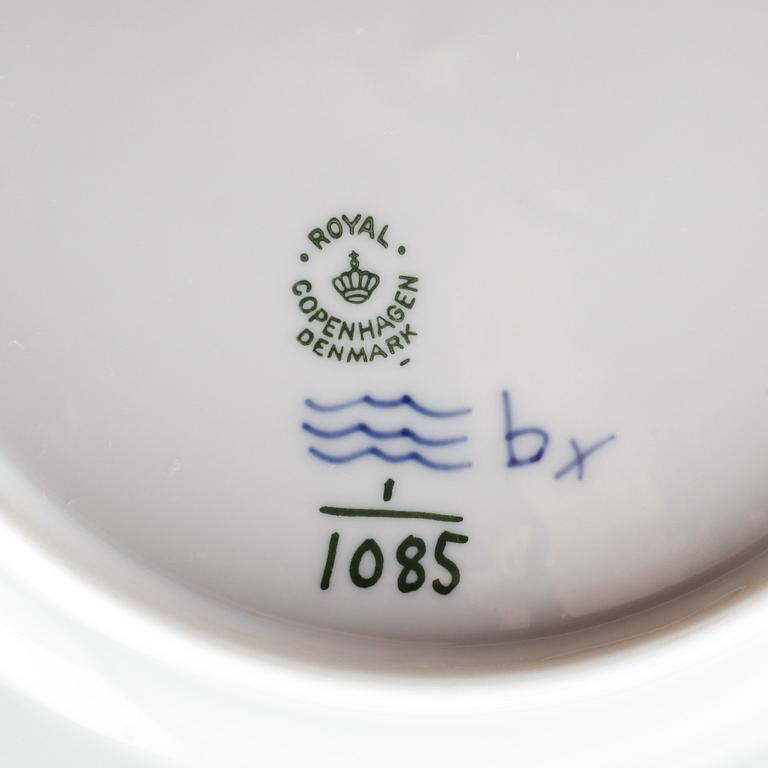 ROYAL
COPENHAGEN
DENMARK
bx
1
1085